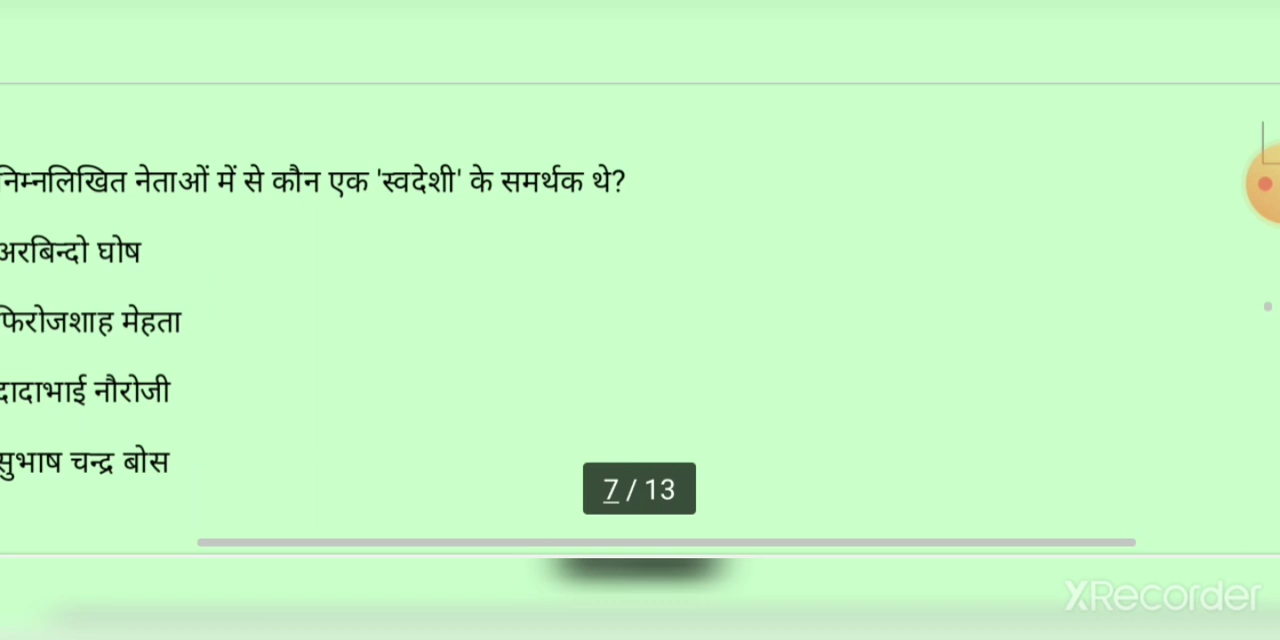 निम्नलिखित नेताओं में से कौन एक 'स्वदेशी' के समर्थक थे?
अरबिन्दो घोष
फिरोजशाह मेहता
दादाभाई नौरोजी
सुभाष चन्द्र बोस
7 / 13
XRecorder